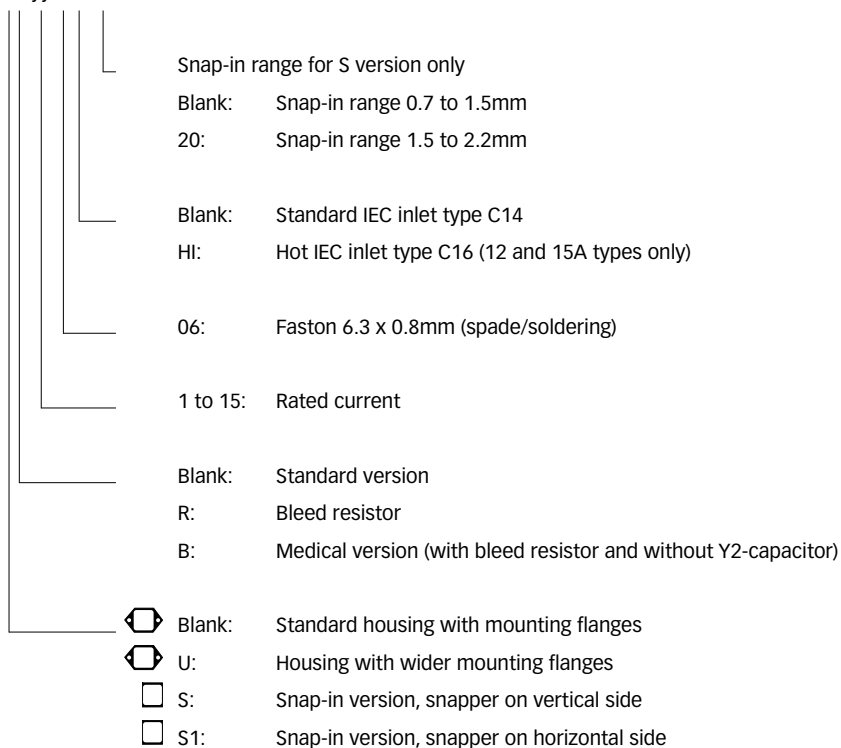 Snap-in range for S version only
Blank: Snap-in range 0.7 to 1.5mm
20: Snap-in range 1.5 to 2.2mm
Blank: Standard IEC inlet type C14
HI: Hot IEC inlet type C16 (12 and 15A types only)
06: Faston 6.3 x 0.8mm (spade/soldering)
1 to 15: Rated current
Blank: Standard version
R: Bleed resistor
B: Medical version (with bleed resistor and without Y2-capacitor)
Blank: Standard housing with mounting flanges
U: Housing with wider mounting flanges
S: Snap-in version, snapper on vertical side
S1: Snap-in version, snapper on horizontal side